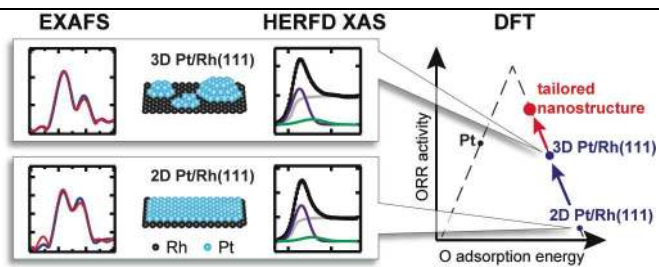 EXAFS HERFD XAS DFT
3D Pt/Rh(111)
2D Pt/Rh(111)
Rh Pt
ORR activity
O adsorption energy
Pt
tailored
nanostructure
3D Pt/Rh(111)
2D Pt/Rh(111)